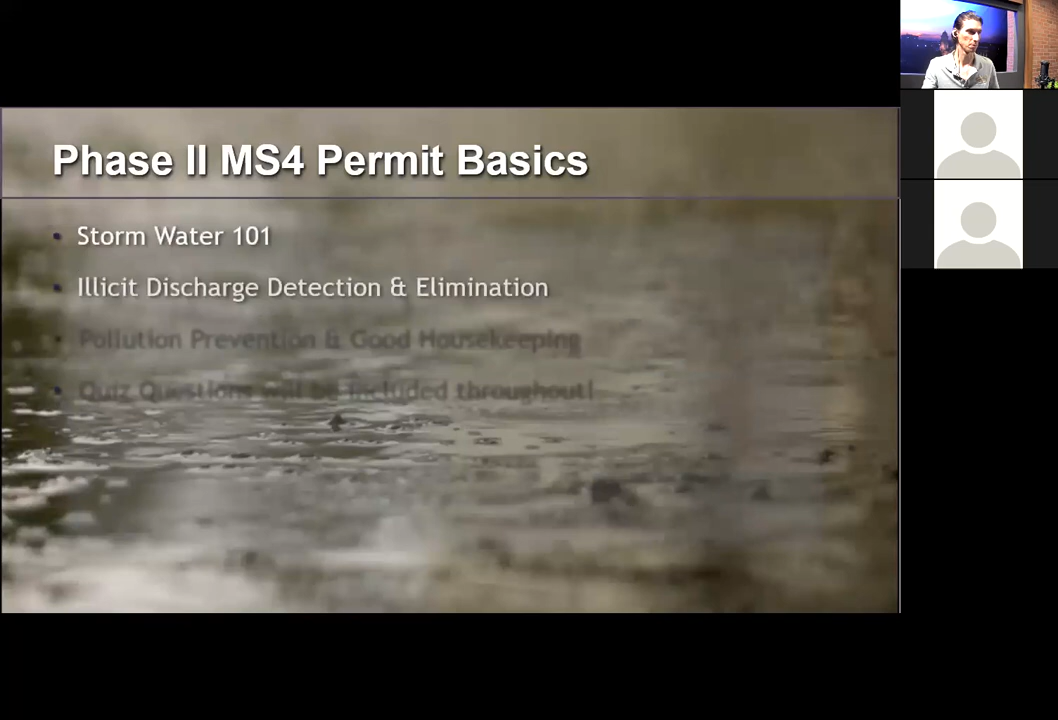 Phase II MS4 Permit Basics
• Storm Water 101
• Illicit Discharge Detection & Elimination
• Pollution Prevention & Good Housekeeping
• Quiz Questions will be included throughout!